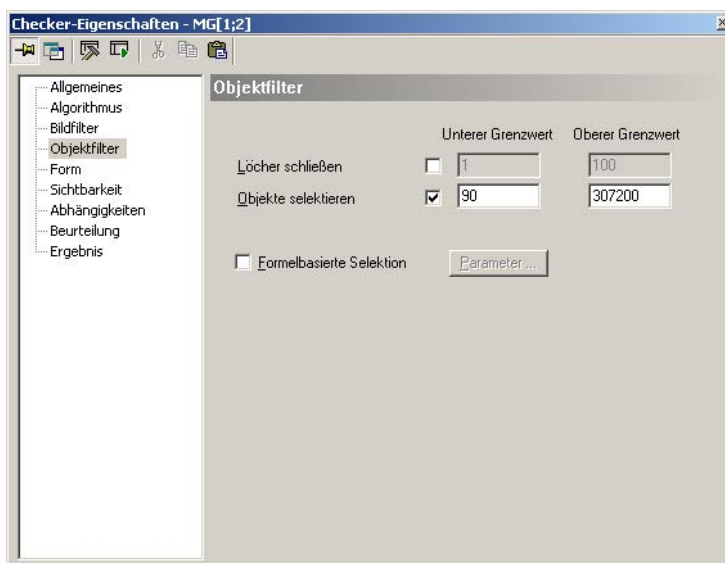 Checker-Eigenschaften - MG[1;2]
Allgemeines
Algorithmus
Bildfilter
Objektfilter
Form
Sichtbarkeit
Abhängigkeiten
Beurteilung
Ergebnis
Objektfilter
Unterer Grenzwert Oberer Grenzwert
Löcher schließen 1 100
Objekte selektieren 90 307200
Formelbasierte Selektion Parameter ...